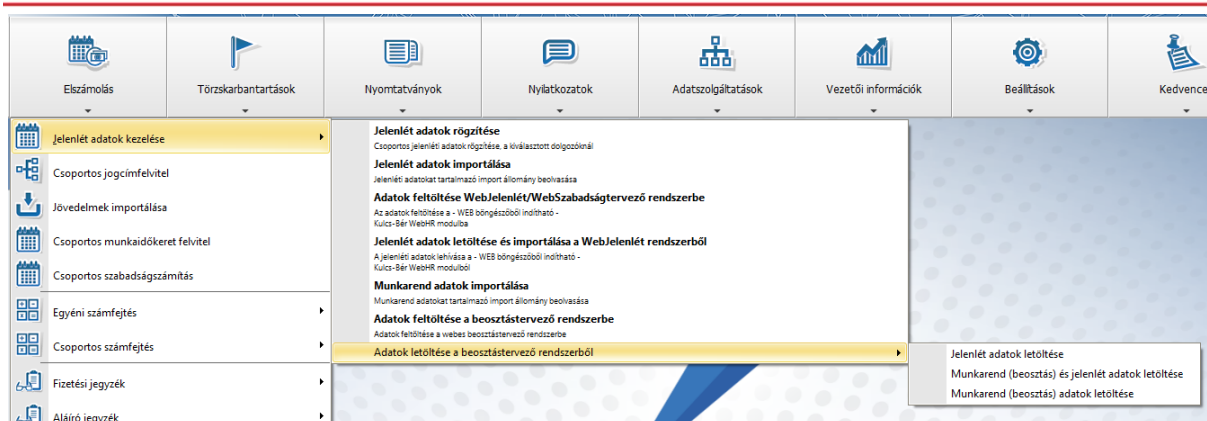 Elszámolás
Törzskarbantartások
Nyomtatványok
Nyilatkozatok
Adatszolgáltatások
Vezetői információk
Beállítások
Kedvence
Jelenlét adatok kezelése
Csoportos jogcímfelvitel
Jövedelmek importálása
Csoportos munkaidőkeret felvitel
Csoportos szabadságszámítás
Egyéni számfejtés
Csoportos számfejtés
Fizetési jegyzék
Aláíró jegyzék
Jelenlét adatok rögzítése
Csoportos jelenléti adatok rögzítése, a kiválasztott dolgozóknál
Jelenlét adatok importálása
Jelenléti adatokat tartalmazó import állomány beolvasása
Adatok feltöltése WebJelenlét/WebSzabadságtervező rendszerbe
Az adatok feltöltése a - WEB böngészőből indítható -
Kulcs-Bér WebHR modulba
Jelenlét adatok letöltése és importálása a WebJelenlét rendszerből
A jelenléti adatok lehívása a - WEB böngészőből indítható -
Kulcs-Bér WebHR modulból
Munkarend adatok importálása
Munkarend adatokat tartalmazó import állomány beolvasása
Adatok feltöltése a beosztástervező rendszerbe
Adatok feltöltése a webes beosztástervező rendszerbe
Adatok letöltése a beosztástervező rendszerből
Jelenlét adatok letöltése
Munkarend (beosztás) és jelenlét adatok letöltése
Munkarend (beosztás) adatok letöltése